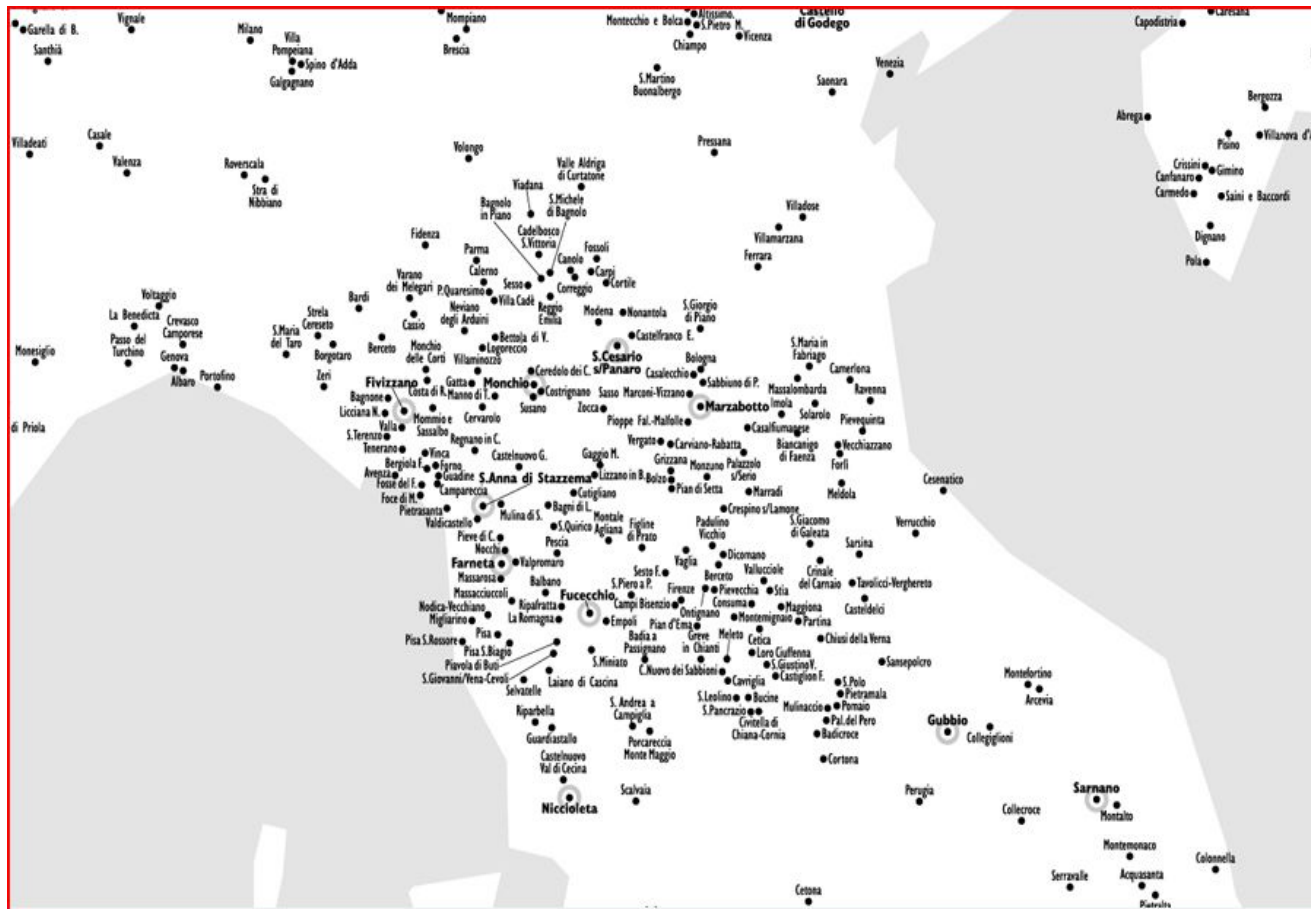 Garella di B.
Vignale
Santhià
Milano
Villa
Pompeiana
Spino d'Adda
Galgagnano
Mompiano
Brescia
Montecchio e Bolca
Altissimo.
S.Pietro M.
Chiampo
Vicenza
Castello
di Godego
S.Martino
Buonalbergo
Saonara
Venezia
Capodistria
Caresana
Bergozza
Abrega
Pisino
Crissini
Canfanaro
Gimino
Carmedo
Saini e Baccordi
Dignano
Pola
Villadeati
Casale
Valenza
Roverscala
Stra di
Nibbiano
Volongo
Pressana
Valle Aldriga
di Curtatone
Viadana
S.Michele
di Bagnolo
Bagnolo
in Piano
Cadelbosco
S.Vittoria
Villadose
Villamarzana
Ferrara
Fidenza
Parma
Calerno
Canolo
Fossoli
Carpi
Cortile
Correggio
Sesso
P.Quaresimo
Villa Cadè
Reggio
Emilia
Varano
dei Melegari
Cassio
Neviano
degli Arduini
Bardi
Voltaggio
La Benedicta
Crevasco
Camporese
Passo del
Turchino
Genova
Albaro
Portofino
Monesiglio
di Priola
Strela
Cereseto
S.Maria
del Taro
Borgotaro
Zeri
Berceto
Modena
Nonantola
Castelfranco E.
S.Cesario
s/Panaro
S.Giorgio
di Piano
Bologna
Casalecchio
Sabbiuno di P.
Bettola di V.
Logoreccio
Monchio
delle Corti
Villaminozzo
Ceredolo dei C.
Fivizzano
Costa di R.
Gatta
Monchio
Costrignano
Manno di T.
Susano
Cervarolo
Zocca
Sasso Marconi-Vizzano
Marzabotto
Pioppe Fal.-Malfolle
S.Maria in
Fabriago
Camerlona
Massalombarda
Imola
Solarolo
Ravenna
Pievequinta
Casalfiumanese
Biancanigo
di Faenza
Vecchiazzano
Forlì
Meldola
Bagnone
Licciana N.
Valla
S.Terenzo
Tenerano
Mommio e
Sassalbo
Regnano in C.
Vinca
Bergiola F.
Forno
Avenza
Guadine
Fosse del F.
Campareccia
Foce di M.
Castelnuovo G.
Gaggio M.
Lizzano in B.
Vergato
Carviano-Rabatta
Grizzana
Bolzo
Monzuno
Pian di Setta
Palazzolo
s/Serio
Marradi
Crespino s/Lamone
Cesenatico
S.Anna di Stazzema
Pietrasanta
Valdicastello
Mulina di S.
Cutigliano
Bagni di L.
S.Quirico
Montale
Agliana
Figline
di Prato
Padulino
Vicchio
Dicomano
S.Giacomo
di Galeata
Verrucchio
Sarsina
Pieve di C.
Nocchi
Pescia
Farneta
Valpromaro
Massarosa
Vaglia
Sesto F.
Berceto
Vallucciole
Crinale
del Carnaio
Tavolicci-Verghereto
Casteldelci
Balbano
Fucecchio
S.Piero a P.
Firenze
Pievecchia
Stia
Massaciuccoli
Ripafratta
Campi Bisenzio
Ontignano
Consuma
Maggiona
Nodica-Vecchiano
Migliarino
La Romagna
Empoli
Pian d'Ema
Montemignaio
Partina
Pisa S.Rossore
Pisa
Pisa S.Biagio
Badia a
Passignano
Greve
in Chianti
Meleto
Cetica
Chiusi della Verna
Piavola di Buti
S.Miniato
Loro Ciuffenna
Sansepolcro
S.Giovanni/Vena-Cevoli
C.Nuovo dei Sabbioni
S.Giustino V.
Selvatelle
Laiano di Cascina
Cavriglia
Castiglion F.
S.Polo
Pietramala
Montefortino
Arcevia
S.Leolino
Bucine
Mulinaccio
Pomaio
Riparbella
S. Andrea a
Campiglia
S.Pancrazio
Civitella di
Chiana-Cornia
Pal.del Pero
Gubbio
Guardiastallo
Porcareccia
Monte Maggio
Badicroce
Collegiglioni
Castelnuovo
Val di Cecina
Cortona
Niccioleta
Scalvaia
Perugia
Sarnano
Montalto
Collecroce
Montemonaco
Colonnella
Serravalle
Acquasanta
Cetona
Pietralta